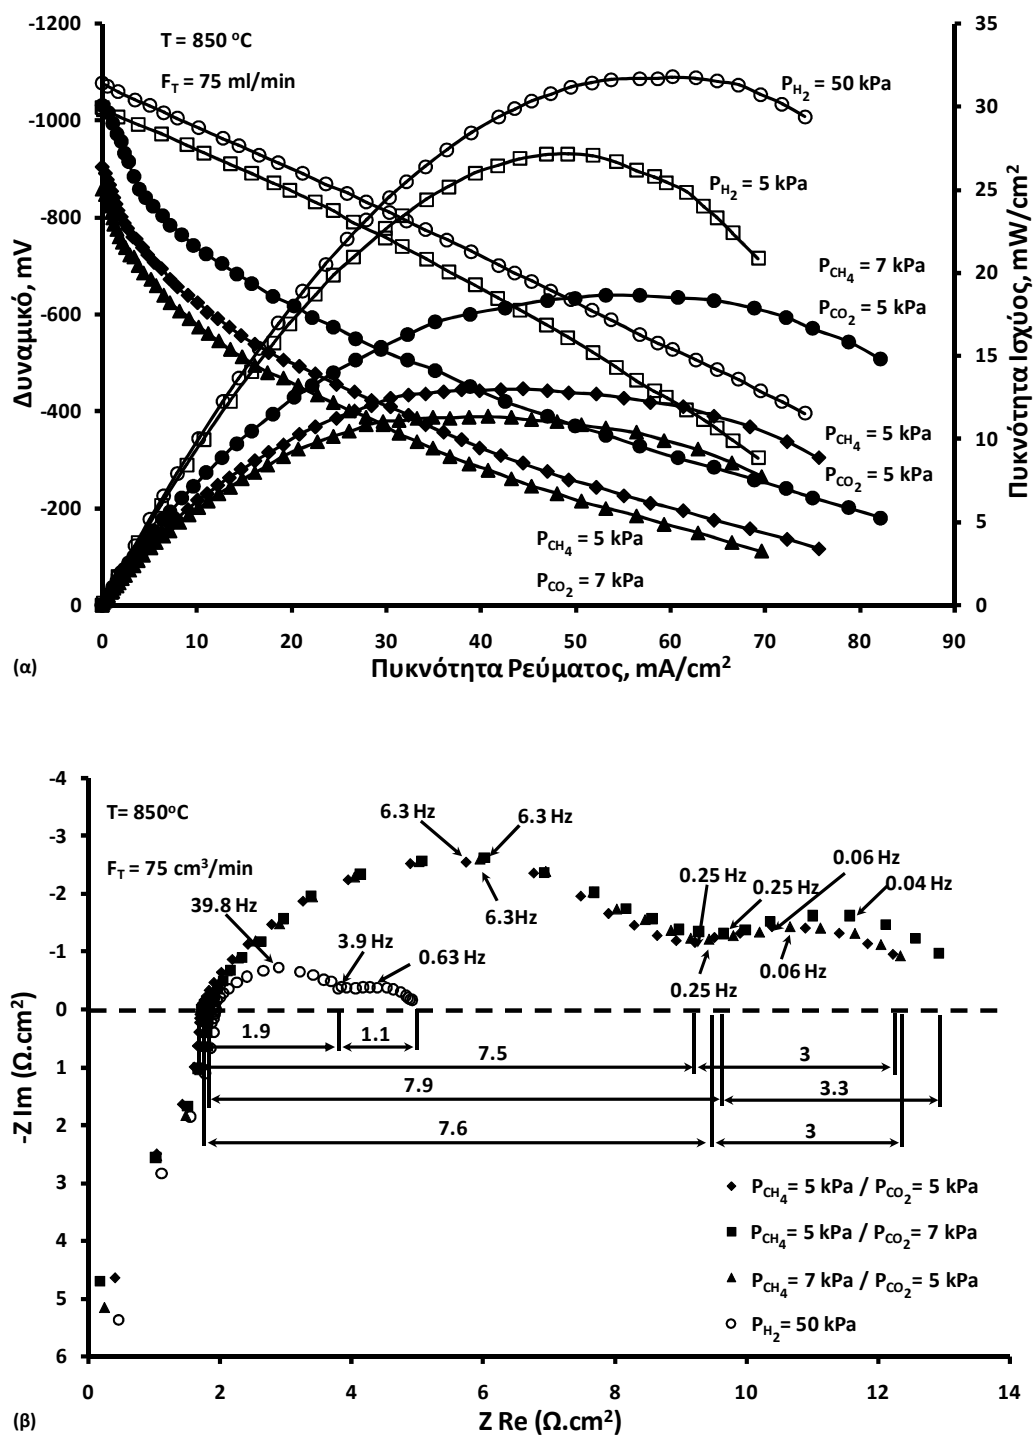 -1200
-1000
-800
-600
-400
-200
0
Δυναμικό, mV
T = 850 °C
F_T = 75 ml/min
P_H2 = 50 kPa
P_H2 = 5 kPa
P_CH4 = 7 kPa
P_CO2 = 5 kPa
P_CH4 = 5 kPa
P_CO2 = 5 kPa
P_CH4 = 5 kPa
P_CO2 = 7 kPa
35
30
25
20
15
10
5
0
Πυκνότητα Ισχύος, mW/cm²
0 10 20 30 40 50 60 70 80 90
Πυκνότητα Ρεύματος, mA/cm²
(α)
-4
-3
-2
-1
0
1
2
3
4
5
6
-Z Im (Ω.cm²)
T= 850°C
F_T = 75 cm³/min
6.3 Hz
6.3 Hz
6.3Hz
39.8 Hz
3.9 Hz
0.63 Hz
0.25 Hz
0.25 Hz
0.06 Hz
0.04 Hz
0.06 Hz
0.25 Hz
1.9
1.1
7.5
3
7.9
3.3
7.6
3
P_CH4= 5 kPa / P_CO2= 5 kPa
P_CH4= 5 kPa / P_CO2= 7 kPa
P_CH4= 7 kPa / P_CO2= 5 kPa
P_H2= 50 kPa
0 2 4 6 8 10 12 14
Z Re (Ω.cm²)
(β)